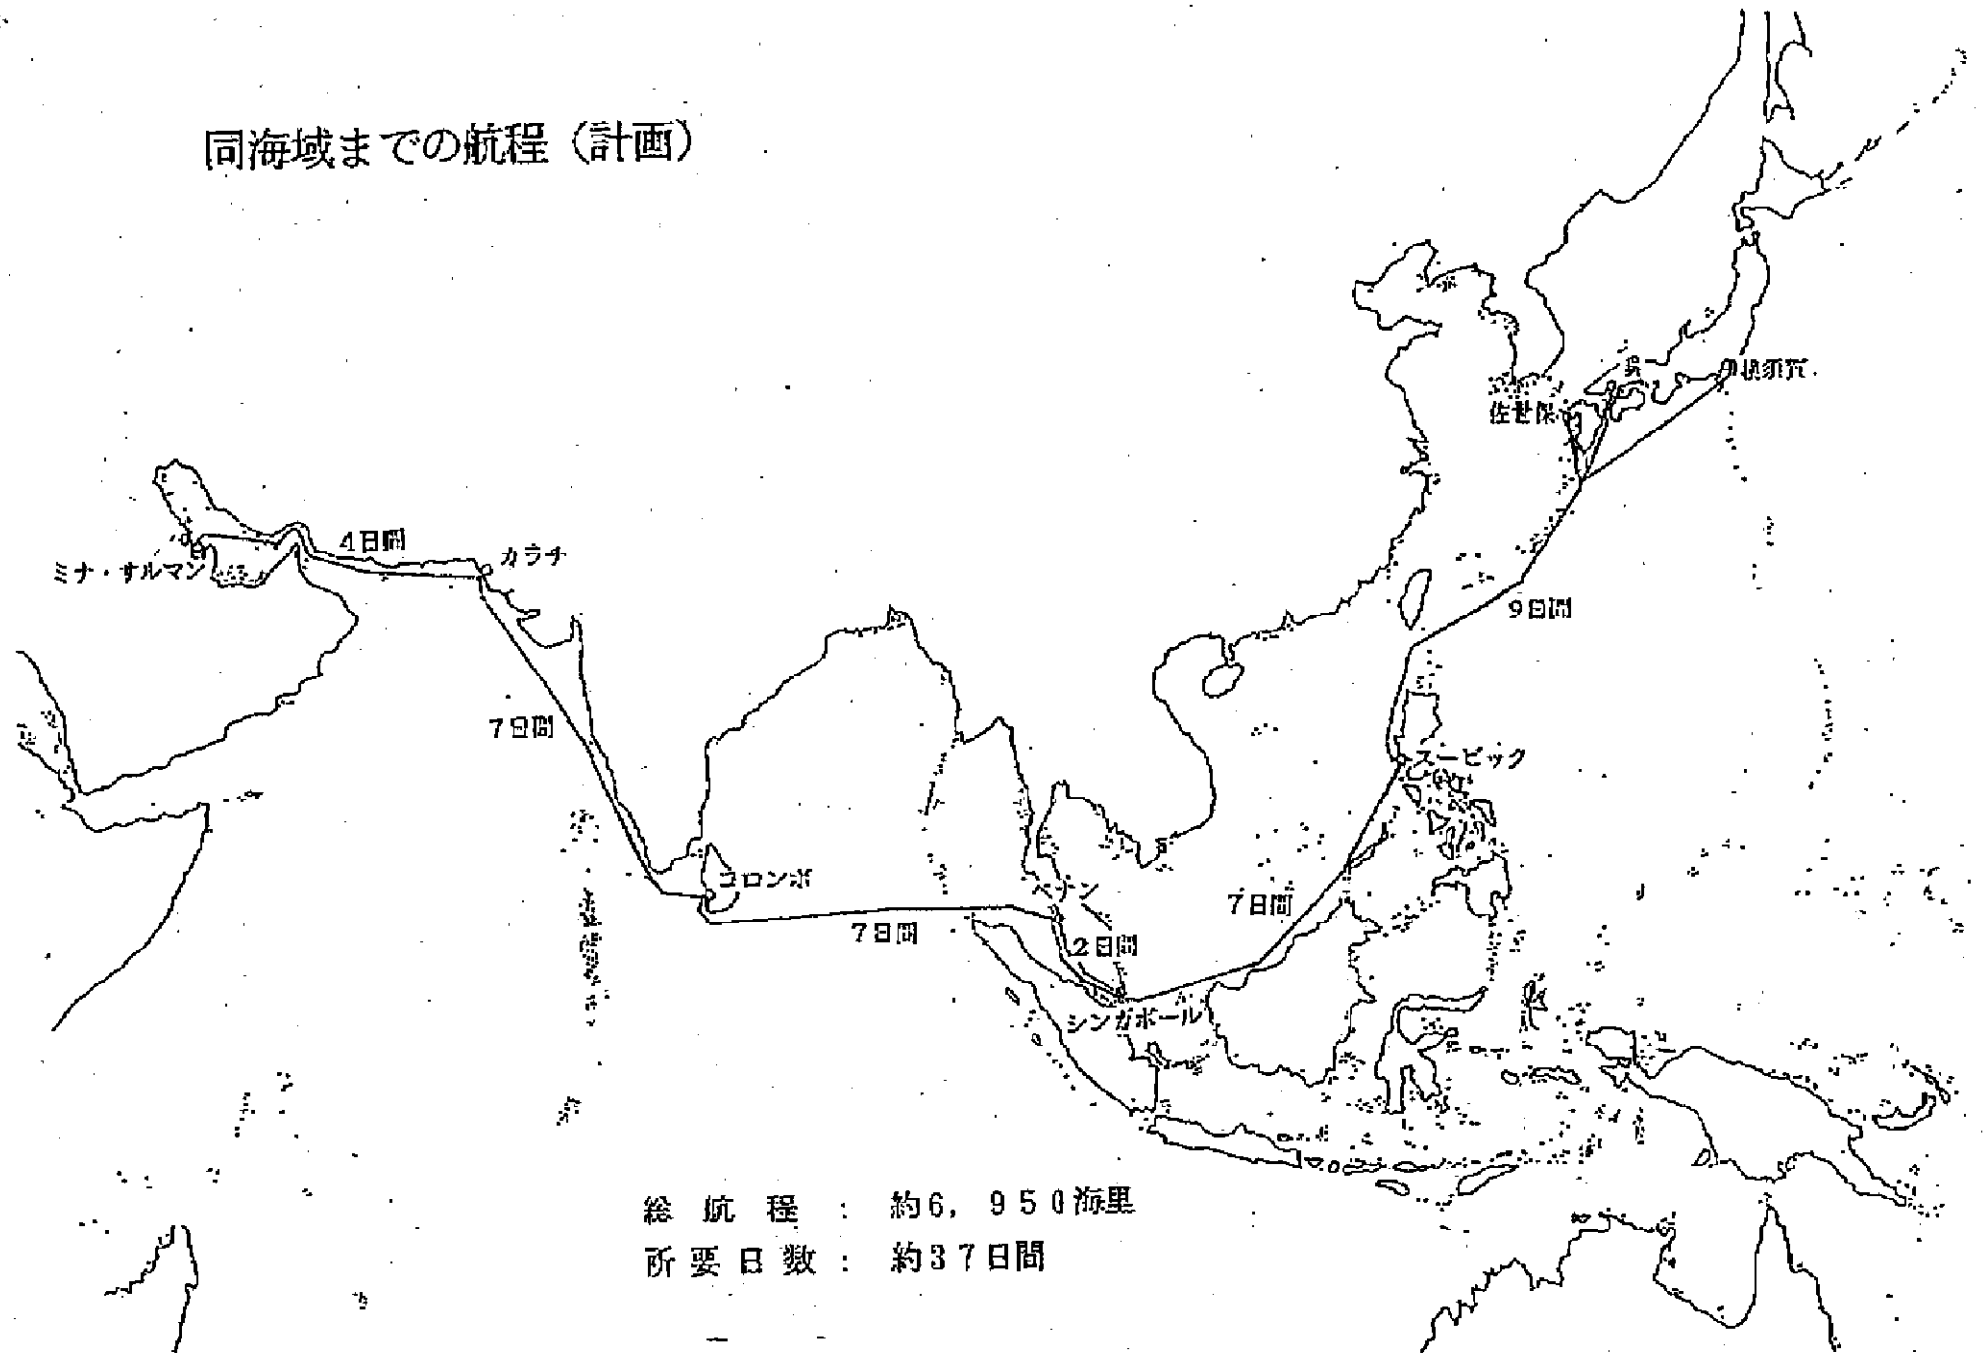 同海域までの航程（計画）
呉
横須賀
佐世保
4日間
カラチ
ミナ・サルマン
9日間
7日間
スービック
コロンボ
ペナン
7日間
7日間
2日間
シンガポール
総航程：約6,950海里
所要日数：約37日間